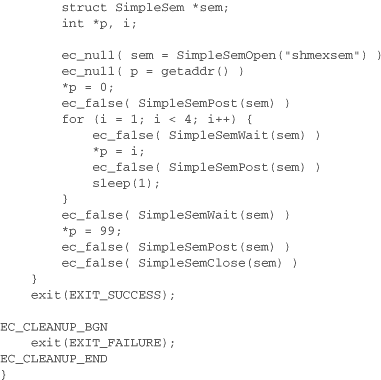 struct SimpleSem *sem;
        int *p, i;

        ec_null( sem = SimpleSemOpen("shmexsem") )
        ec_null( p = getaddr() )
        *p = 0;
        ec_false( SimpleSemPost(sem) )
        for (i = 1; i < 4; i++) {
            ec_false( SimpleSemWait(sem) )
            *p = i;
            ec_false( SimpleSemPost(sem) )
            sleep(1);
        }
        ec_false( SimpleSemWait(sem) )
        *p = 99;
        ec_false( SimpleSemPost(sem) )
        ec_false( SimpleSemClose(sem) )
    }
    exit(EXIT_SUCCESS);

EC_CLEANUP_BGN
    exit(EXIT_FAILURE);
EC_CLEANUP_END
}